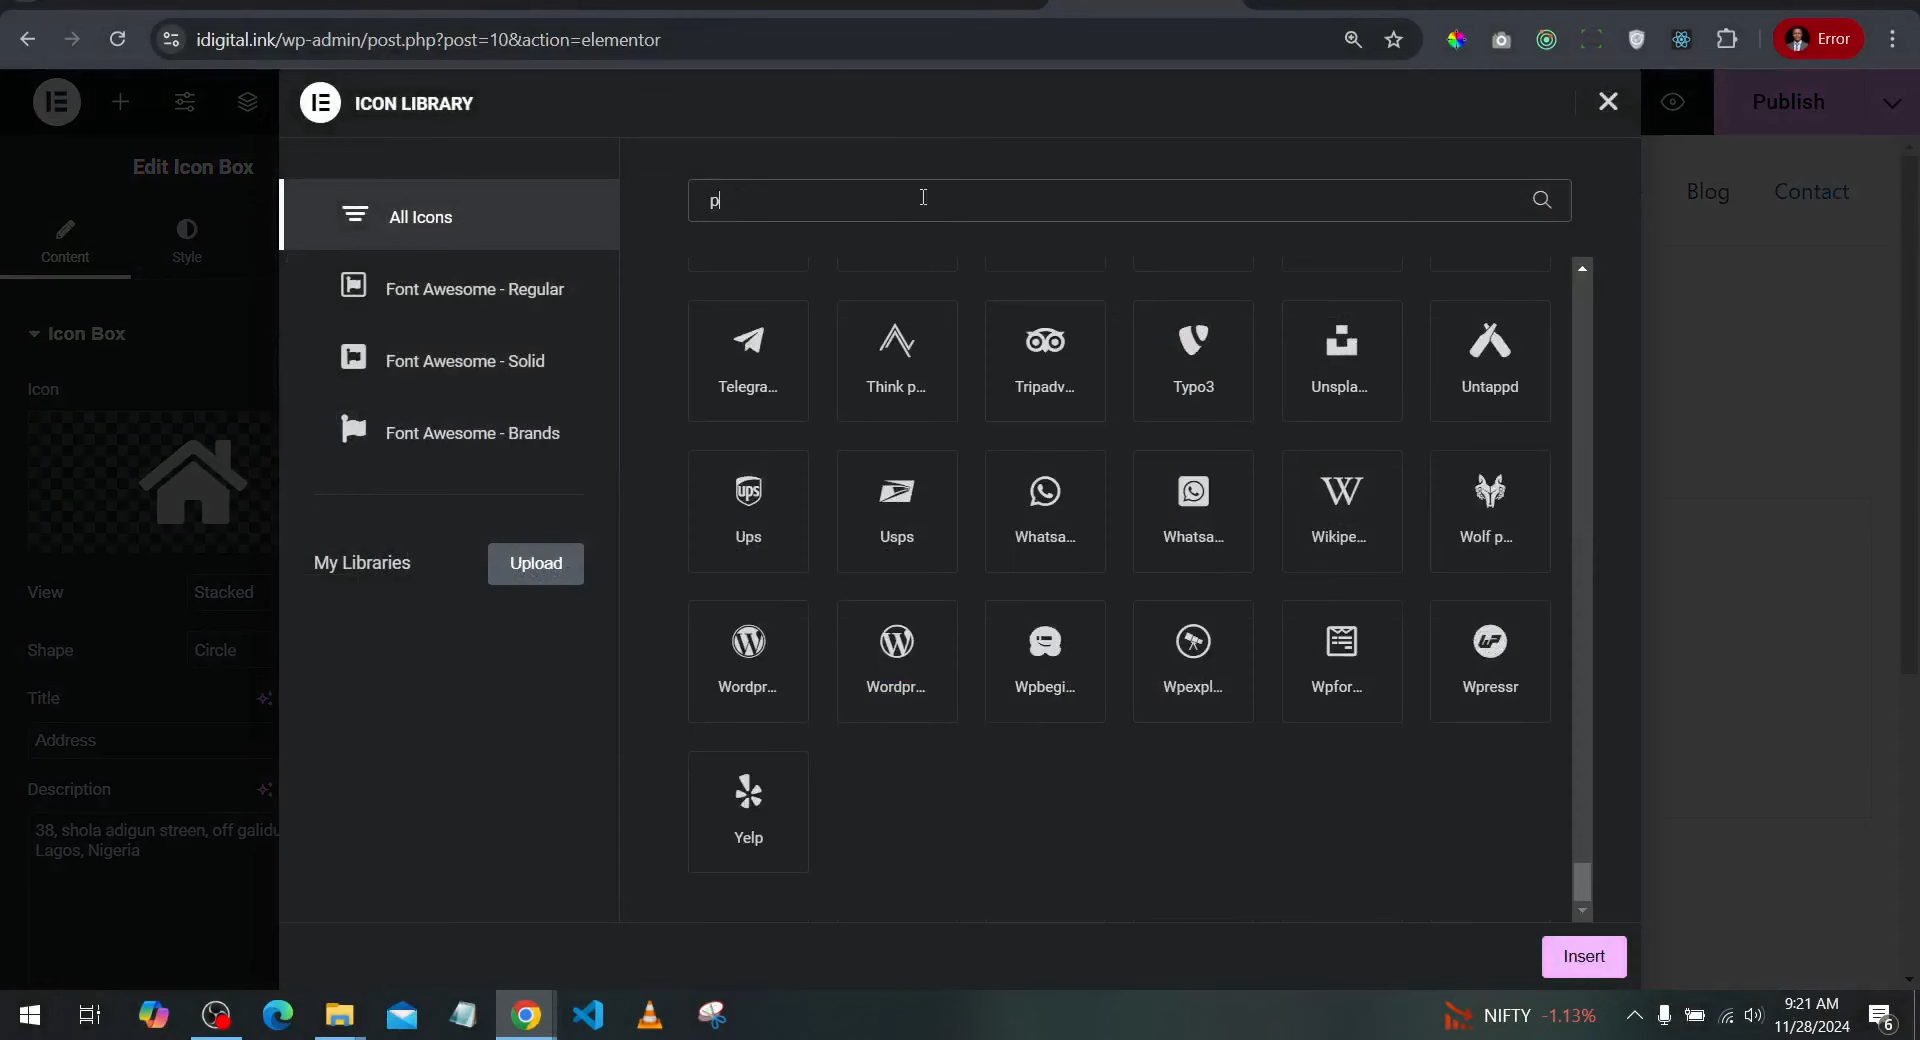 idigital.ink/wp-admin/post.php?post=10&action=elementor
Error
ICON LIBRARY
Publish
Edit Icon Box
p
Blog
Contact
All Icons
Content
Style
Font Awesome - Regular
Icon Box
Font Awesome - Solid
Icon
Telegra...
Think p...
Tripadv...
Typo3
Unspla...
Untappd
Font Awesome - Brands
ups
Ups
Usps
Whatsa...
Whatsa...
Wikipe...
Wolf p...
My Libraries
Upload
View
Stacked
Shape
Circle
Title
Wordpr...
Wordpr...
Wpbegi...
Wpexpl...
Wpfor...
Wpressr
Address
Description
38, shola adigun streen, off galidu
Lagos, Nigeria
Yelp
Insert
NIFTY -1.13%
9:21 AM
11/28/2024
6